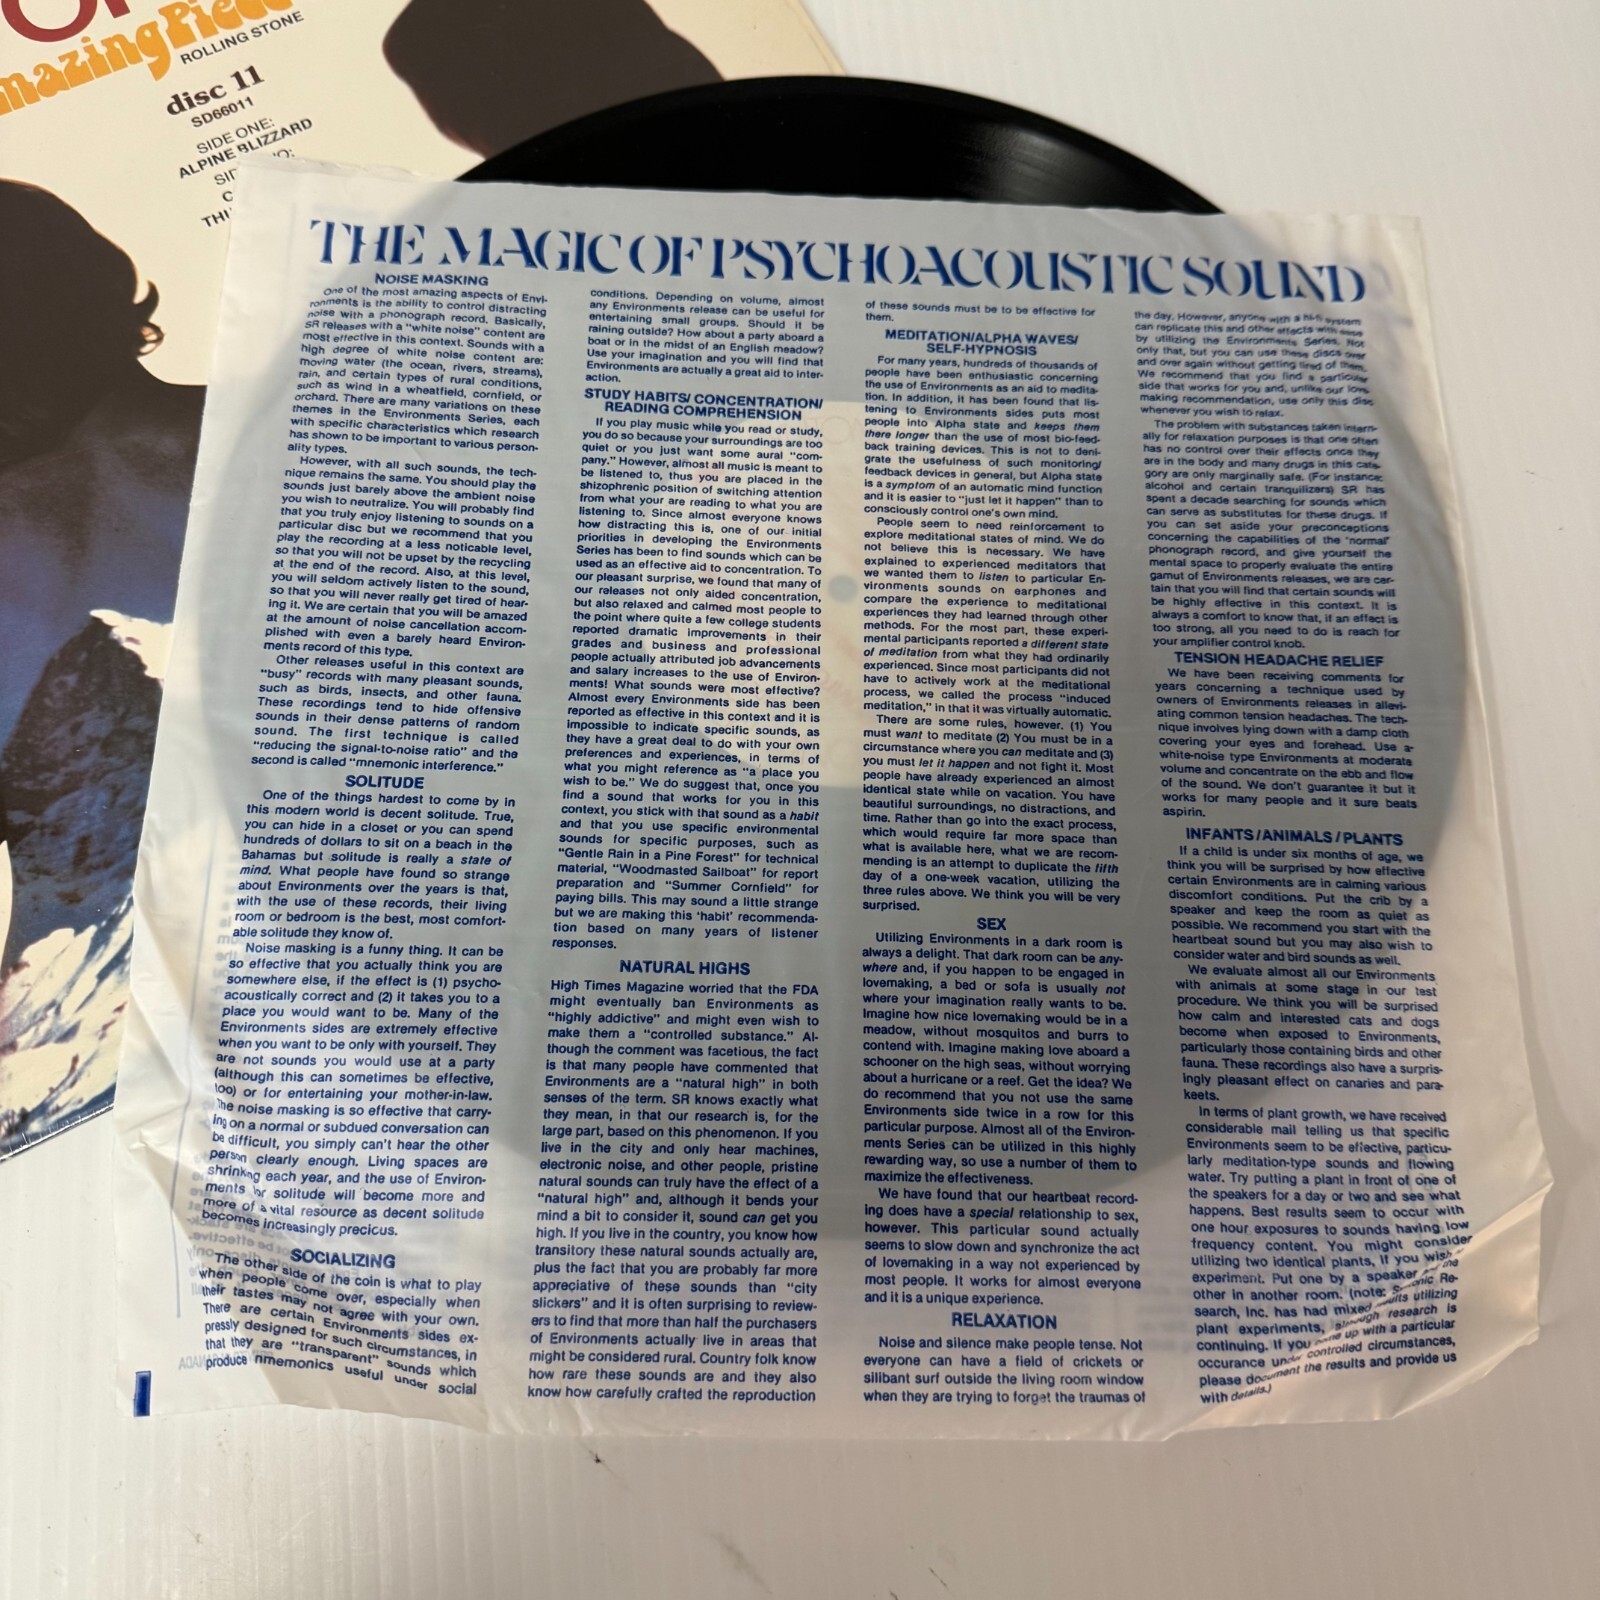 mazing Piece
ROLLING STONE
disc 11
SD66011
SIDE ONE:
ALPINE BLIZZARD
THE MAGIC OF PSYCHOACOUSTIC SOUND
NOISE MASKING
One of the most amazing aspects of Envi-
ronments is the ability to control distracting
noise with a phonograph record. Basically,
SR releases with a "white noise" content are
most effective in this context. Sounds with a
high degree of white noise content are:
moving water (the ocean, rivers, streams),
rain, and certain types of rural conditions,
such as wind in a wheatfield, cornfield, or
orchard. There are many variations on these
themes in the Environments Series, each
with specific characteristics which research
has shown to be important to various person-
ality types.
However, with all such sounds, the tech-
nique remains the same. You should play the
sounds just barely above the ambient noise
you wish to neutralize. You will probably find
that you truly enjoy listening to sounds on a
particular disc but we recommend that you
play the recording at a less noticable level,
so that you will not be upset by the recycling
at the end of the record. Also, at this level,
you will seldom actively listen to the sound,
so that you will never really get tired of hear-
ing it. We are certain that you will be amazed
at the amount of noise cancellation accom-
plished with even a barely heard Environ-
ments record of this type.
Other releases useful in this context are
"busy" records with many pleasant sounds,
such as birds, insects, and other fauna.
These recordings tend to hide offensive
sounds in their dense patterns of random
sound. The first technique is called
"reducing the signal-to-noise ratio" and the
second is called "mnemonic interference."
SOLITUDE
One of the things hardest to come by in
this modern world is decent solitude. True,
you can hide in a closet or you can spend
hundreds of dollars to sit on a beach in the
Bahamas but solitude is really a state of
mind. What people have found so strange
about Environments over the years is that,
with the use of these records, their living
room or bedroom is the best, most comfort-
able solitude they know of.
Noise masking is a funny thing. It can be
so effective that you actually think you are
somewhere else, if the effect is (1) psycho-
acoustically correct and (2) it takes you to a
place you would want to be. Many of the
Environments sides are extremely effective
when you want to be only with yourself. They
are not sounds you would use at a party
(although this can sometimes be effective,
too) or for entertaining your mother-in-law.
The noise masking is so effective that carry-
ing on a normal or subdued conversation can
be difficult, you simply can't hear the other
person clearly enough. Living spaces are
shrinking each year, and the use of Environ-
ments for solitude will become more and
more of a vital resource as decent solitude
becomes increasingly precicus.
SOCIALIZING
The other side of the coin is what to play
when people come over, especially when
their tastes may not agree with your own.
There are certain Environments sides ex-
pressly designed for such circumstances, in
that they are "transparent" sounds which
produce nmemonics useful under social
conditions. Depending on volume, almost
any Environments release can be useful for
entertaining small groups. Should it be
raining outside? How about a party aboard a
boat or in the midst of an English meadow?
Use your imagination and you will find that
Environments are actually a great aid to inter-
action.
STUDY HABITS/ CONCENTRATION/
READING COMPREHENSION
If you play music while you read or study,
you do so because your surroundings are too
quiet or you just want some aural "com-
pany." However, almost all music is meant to
be listened to, thus you are placed in the
shizophrenic position of switching attention
from what your are reading to what you are
listening to. Since almost everyone knows
how distracting this is, one of our initial
priorities in developing the Environments
Series has been to find sounds which can be
used as an effective aid to concentration. To
our pleasant surprise, we found that many of
our releases not only aided concentration,
but also relaxed and calmed most people to
the point where quite a few college students
reported dramatic improvements in their
grades and business and professional
people actually attributed job advancements
and salary increases to the use of Environ-
ments! What sounds were most effective?
Almost every Environments side has been
reported as effective in this context and it is
impossible to indicate specific sounds, as
they have a great deal to do with your own
preferences and experiences, in terms of
what you might reference as "a place you
wish to be." We do suggest that, once you
find a sound that works for you in this
context, you stick with that sound as a habit
and that you use specific environmental
sounds for specific purposes, such as
"Gentle Rain in a Pine Forest" for technical
material, "Woodmasted Sailboat" for report
preparation and "Summer Cornfield" for
paying bills. This may sound a little strange
but we are making this 'habit' recommenda-
tion based on many years of listener
responses.
NATURAL HIGHS
High Times Magazine worried that the FDA
might eventually ban Environments as
"highly addictive" and might even wish to
make them a "controlled substance." Al-
though the comment was facetious, the fact
is that many people have commented that
Environments are a "natural high" in both
senses of the term. SR knows exactly what
they mean, in that our research is, for the
large part, based on this phenomenon. If you
live in the city and only hear machines,
electronic noise, and other people, pristine
natural sounds can truly have the effect of a
"natural high" and, although it bends your
mind a bit to consider it, sound can get you
high. If you live in the country, you know how
transitory these natural sounds actually are,
plus the fact that you are probably far more
appreciative of these sounds than "city
slickers" and it is often surprising to review-
ers to find that more than half the purchasers
of Environments actually live in areas that
might be considered rural. Country folk know
how rare these sounds are and they also
know how carefully crafted the reproduction
of these sounds must be to be effective for
them.
MEDITATION/ALPHA WAVES/
SELF-HYPNOSIS
For many years, hundreds of thousands of
people have been enthusiastic concerning
the use of Environments as an aid to medita-
tion. In addition, it has been found that lis-
tening to Environments sides puts most
people into Alpha state and keeps them
there longer than the use of most bio-feed-
back training devices. This is not to deni-
grate the usefulness of such monitoring/
feedback devices in general, but Alpha state
is a symptom of an automatic mind function
and it is easier to "just let it happen" than to
consciously control one's own mind.
People seem to need reinforcement to
explore meditational states of mind. We do
not believe this is necessary. We have
explained to experienced meditators that
we wanted them to listen to particular En-
vironments sounds on earphones and
compare the experience to meditational
experiences they had learned through other
methods. For the most part, these experi-
mental participants reported a different state
of meditation from what they had ordinarily
experienced. Since most participants did not
have to actively work at the meditational
process, we called the process "induced
meditation," in that it was virtually automatic.
There are some rules, however. (1) You
must want to meditate (2) You must be in a
circumstance where you can meditate and (3)
you must let it happen and not fight it. Most
people have already experienced an almost
identical state while on vacation. You have
beautiful surroundings, no distractions, and
time. Rather than go into the exact process,
which would require far more space than
what is available here, what we are recom-
mending is an attempt to duplicate the fifth
day of a one-week vacation, utilizing the
three rules above. We think you will be very
surprised.
SEX
Utilizing Environments in a dark room is
always a delight. That dark room can be any-
where and, if you happen to be engaged in
lovemaking, a bed or sofa is usually not
where your imagination really wants to be.
Imagine how nice lovemaking would be in a
meadow, without mosquitos and burrs to
contend with. Imagine making love aboard a
schooner on the high seas, without worrying
about a hurricane or a reef. Get the idea? We
do recommend that you not use the same
Environments side twice in a row for this
particular purpose. Almost all of the Environ-
ments Series can be utilized in this highly
rewarding way, so use a number of them to
maximize the effectiveness.
We have found that our heartbeat record-
ing does have a special relationship to sex,
however. This particular sound actually
seems to slow down and synchronize the act
of lovemaking in a way not experienced by
most people. It works for almost everyone
and it is a unique experience.
RELAXATION
Noise and silence make people tense. Not
everyone can have a field of crickets or
silibant surf outside the living room window
when they are trying to forget the traumas of
the day. However, anyone with a hi-fi system
can replicate this and other effects with ease
by utilizing the Environments Series. Not
only that, but you can use these discs over
and over again without getting tired of them.
We recommend that you find a particular
side that works for you and, unlike our love-
making recommendation, use only this disc
whenever you wish to relax.
The problem with substances taken intern-
ally for relaxation purposes is that one often
has no control over their effects once they
are in the body and many drugs in this cate-
gory are only marginally safe. (For instance:
alcohol and certain tranquilizers) SR has
spent a decade searching for sounds which
can serve as substitutes for these drugs. If
you can set aside your preconceptions
concerning the capabilities of the 'normal'
phonograph record, and give yourself the
mental space to properly evaluate the entire
gamut of Environments releases, we are cer-
tain that you will find that certain sounds will
be highly effective in this context. It is
always a comfort to know that, if an effect is
too strong, all you need to do is reach for
your amplifier control knob.
TENSION HEADACHE RELIEF
We have been receiving comments for
years concerning a technique used by
owners of Environments releases in allevi-
ating common tension headaches. The tech-
nique involves lying down with a damp cloth
covering your eyes and forehead. Use a
white-noise type Environments at moderate
volume and concentrate on the ebb and flow
of the sound. We don't guarantee it but it
works for many people and it sure beats
aspirin.
INFANTS/ANIMALS/PLANTS
If a child is under six months of age, we
think you will be surprised by how effective
certain Environments are in calming various
discomfort conditions. Put the crib by a
speaker and keep the room as quiet as
possible. We recommend you start with the
heartbeat sound but you may also wish to
consider water and bird sounds as well.
We evaluate almost all our Environments
with animals at some stage in our test
procedure. We think you will be surprised
how calm and interested cats and dogs
become when exposed to Environments,
particularly those containing birds and other
fauna. These recordings also have a surpris-
ingly pleasant effect on canaries and para-
keets.
In terms of plant growth, we have received
considerable mail telling us that specific
Environments seem to be effective, particu-
larly meditation-type sounds and flowing
water. Try putting a plant in front of one of
the speakers for a day or two and see what
happens. Best results seem to occur with
one hour exposures to sounds having low
frequency content. You might consider
utilizing two identical plants, if you wish to
experiment. Put one by a speaker and the
other in another room. (note: Syntonic Re-
search, Inc. has had mixed results utilizing
plant experiments, although research is
continuing. If you come up with a particular
occurance under controlled circumstances,
please document the results and provide us
with details.)